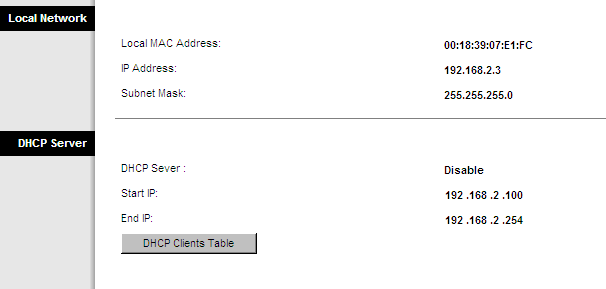 Local Network
Local MAC Address: 00:18:39:07:E1:FC
IP Address: 192.168.2.3
Subnet Mask: 255.255.255.0
DHCP Server
DHCP Sever : Disable
Start IP: 192 .168 .2 .100
End IP: 192 .168 .2 .254
DHCP Clients Table